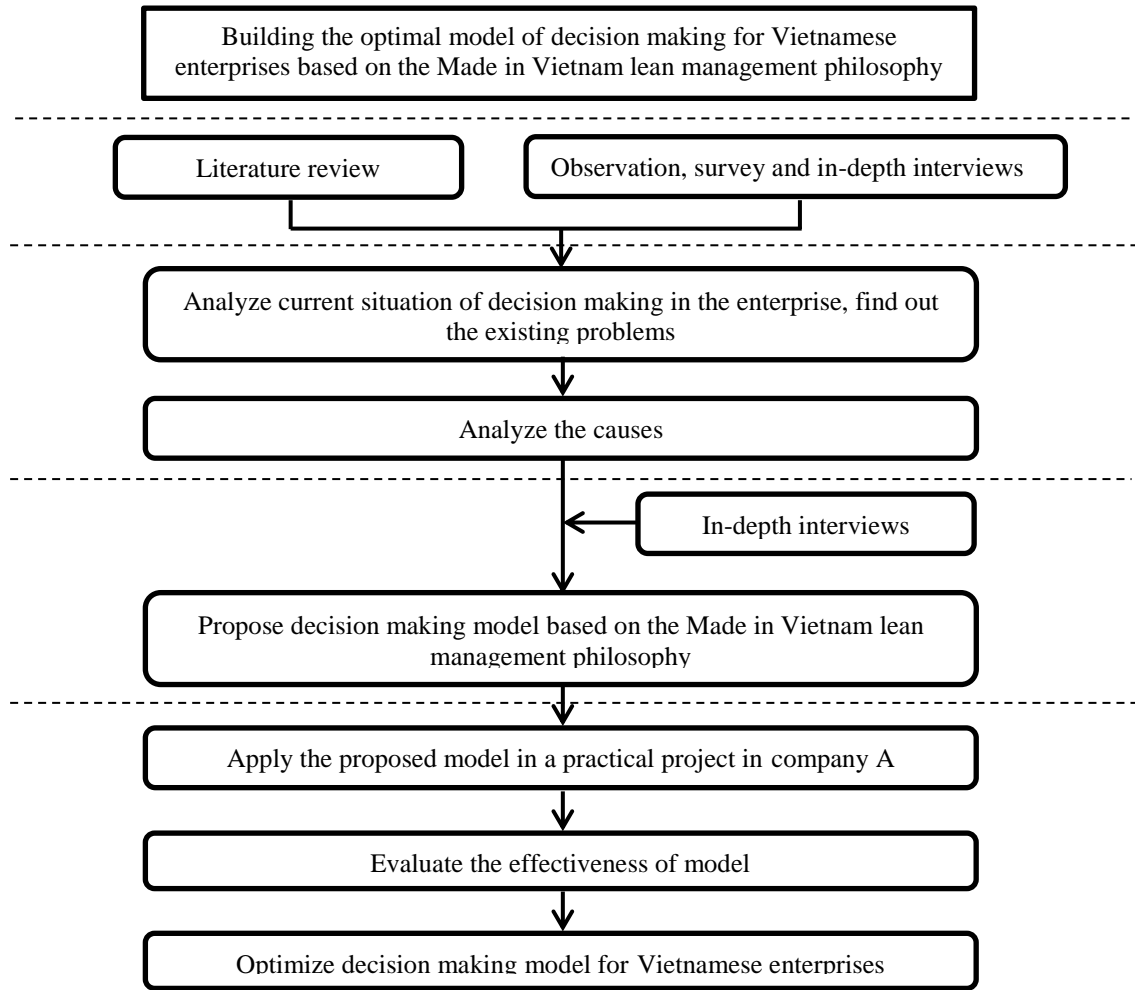 Building the optimal model of decision making for Vietnamese
enterprises based on the Made in Vietnam lean management philosophy
Literature review
Observation, survey and in-depth interviews
Analyze current situation of decision making in the enterprise, find out
the existing problems
Analyze the causes
In-depth interviews
Propose decision making model based on the Made in Vietnam lean
management philosophy
Apply the proposed model in a practical project in company A
Evaluate the effectiveness of model
Optimize decision making model for Vietnamese enterprises